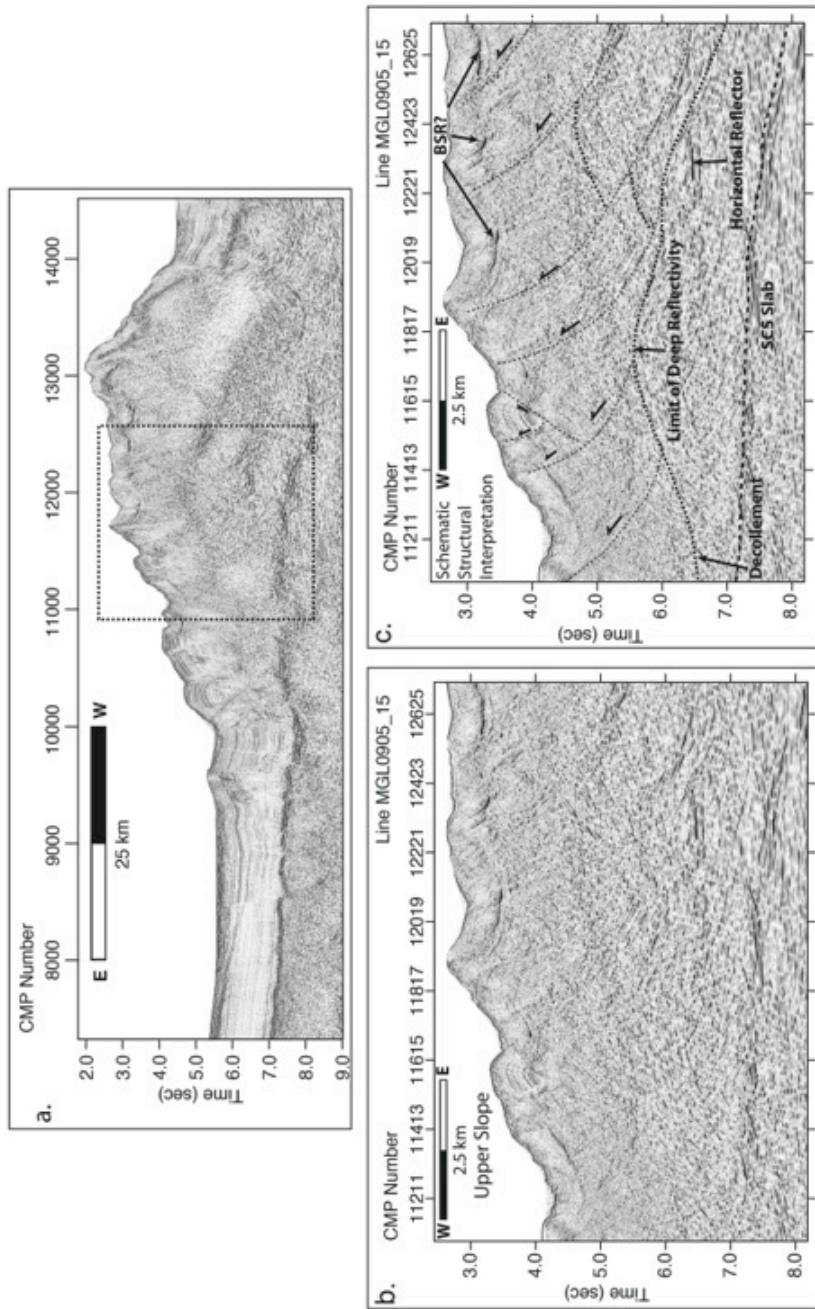 a.
CMP Number
8000 9000 10000 11000 12000 13000 14000
E W
25 km
Time (sec)
2.0
3.0
4.0
5.0
6.0
7.0
8.0
9.0
b.
CMP Number
Line MGL0905_15
11211 11413 11615 11817 12019 12221 12423 12625
W E
2.5 km
Upper Slope
Time (sec)
3.0
4.0
5.0
6.0
7.0
8.0
c.
CMP Number
Line MGL0905_15
11211 11413 11615 11817 12019 12221 12423 12625
W E
2.5 km
Schematic
Structural
Interpretation
BSR?
Time (sec)
3.0
4.0
5.0
6.0
7.0
8.0
Limit of Deep Reflectivity
Horizontal Reflector
Decollement
SCS Slab